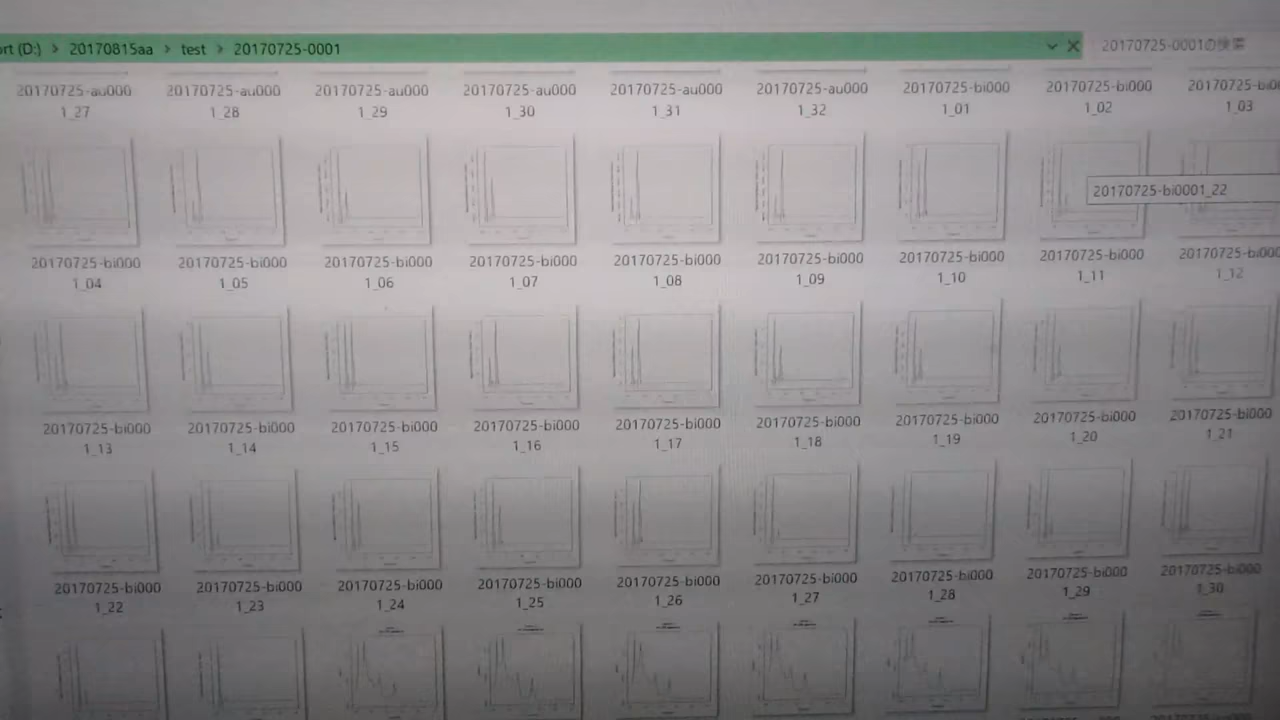 ort (D:) > 20170815aa > test > 20170725-0001
20170725-0001の検索
20170725-au000 20170725-au000 20170725-au000 20170725-au000 20170725-au000 20170725-au000 20170725-bi000 20170725-bi000 20170725-bi0
1_27 1_28 1_29 1_30 1_31 1_32 1_01 1_02 1_03
20170725-bi0001_22
20170725-bi000 20170725-bi000 20170725-bi000 20170725-bi000 20170725-bi000 20170725-bi000 20170725-bi000 20170725-bi000 20170725-bi000
1_04 1_05 1_06 1_07 1_08 1_09 1_10 1_11 1_12
20170725-bi000 20170725-bi000 20170725-bi000 20170725-bi000 20170725-bi000 20170725-bi000 20170725-bi000 20170725-bi000 20170725-bi000
1_13 1_14 1_15 1_16 1_17 1_18 1_19 1_20 1_21
20170725-bi000 20170725-bi000 20170725-bi000 20170725-bi000 20170725-bi000 20170725-bi000 20170725-bi000 20170725-bi000 20170725-bi000
1_22 1_23 1_24 1_25 1_26 1_27 1_28 1_29 1_30